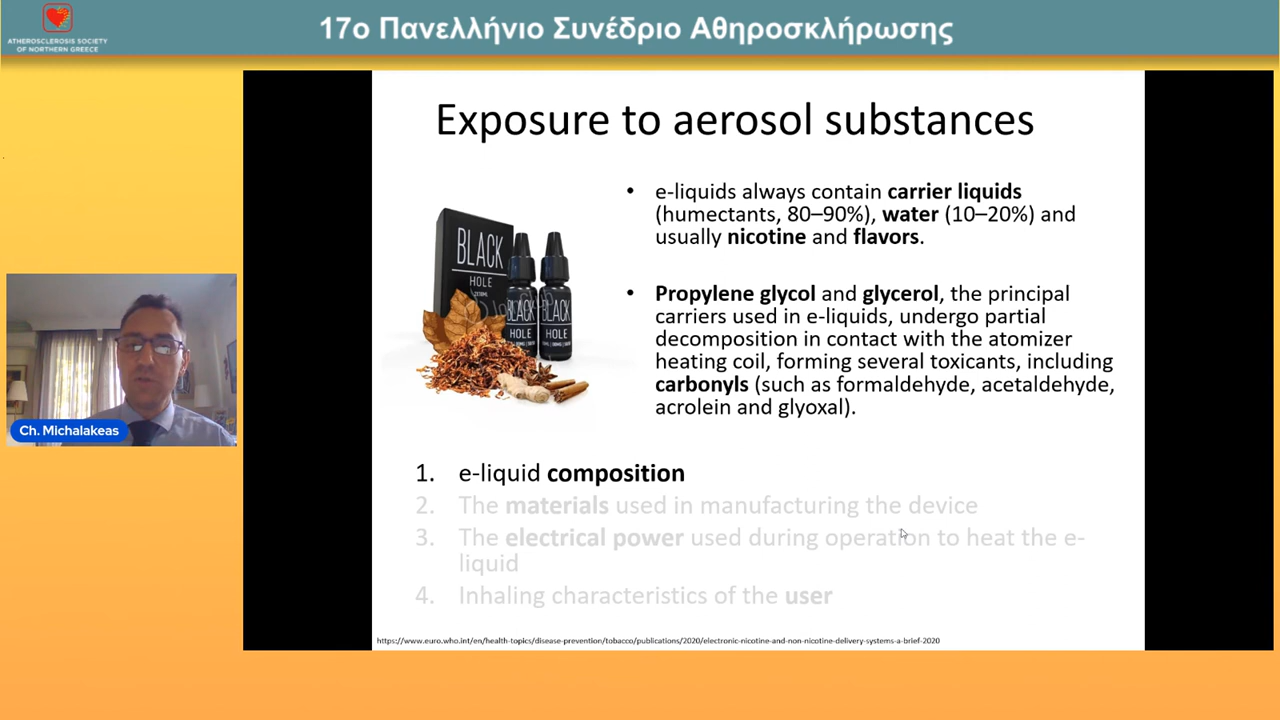 17ο Πανελλήνιο Συνέδριο Αθηροσκλήρωσης
ATHEROSCLEROSIS SOCIETY
OF NORTHERN GREECE
Exposure to aerosol substances
• e-liquids always contain carrier liquids
(humectants, 80–90%), water (10–20%) and
usually nicotine and flavors.
• Propylene glycol and glycerol, the principal
carriers used in e-liquids, undergo partial
decomposition in contact with the atomizer
heating coil, forming several toxicants, including
carbonyls (such as formaldehyde, acetaldehyde,
acrolein and glyoxal).
BLACK
HOLE
BLACK
HOLE
BLACK
HOLE
Ch. Michalakeas
1. e-liquid composition
2. The materials used in manufacturing the device
3. The electrical power used during operation to heat the e-
liquid
4. Inhaling characteristics of the user
https://www.euro.who.int/en/health-topics/disease-prevention/tobacco/publications/2020/electronic-nicotine-and-non-nicotine-delivery-systems-a-brief-2020